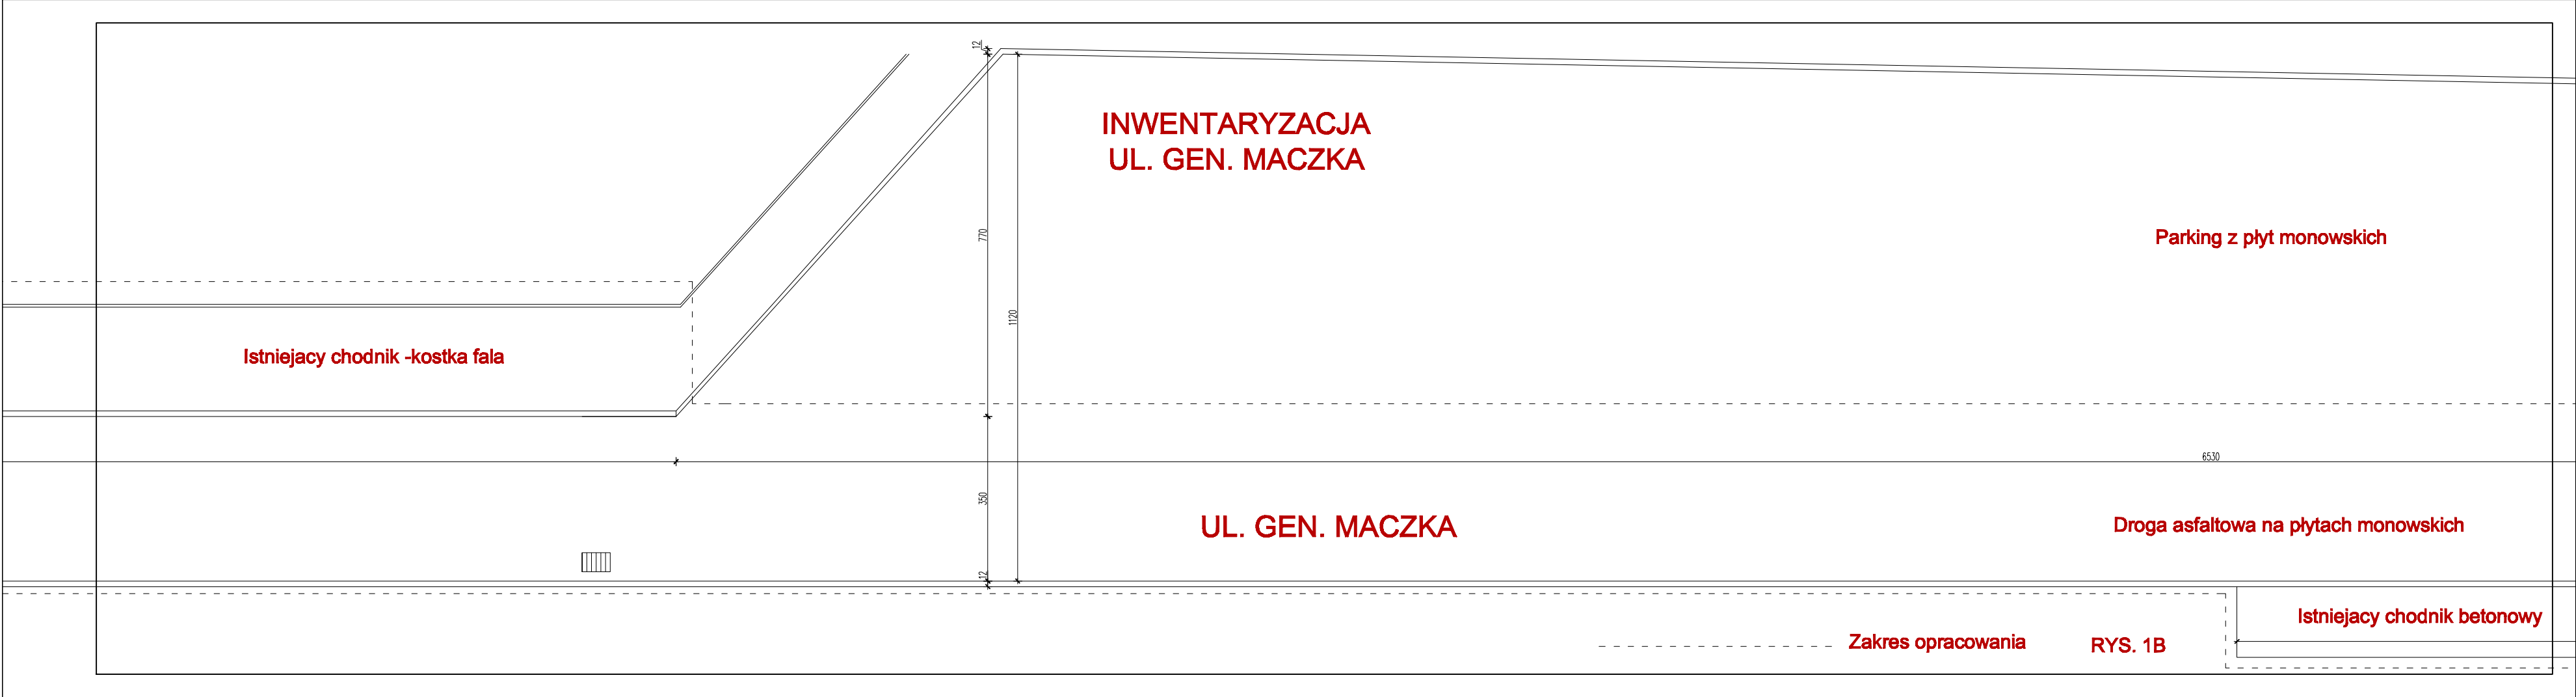 12
INWENTARYZACJA
UL. GEN. MACZKA
770
Parking z płyt monowskich
1120
Istniejacy chodnik -kostka fala
6530
350
UL. GEN. MACZKA
Droga asfaltowa na płytach monowskich
12
Istniejacy chodnik betonowy
Zakres opracowania
RYS. 1B